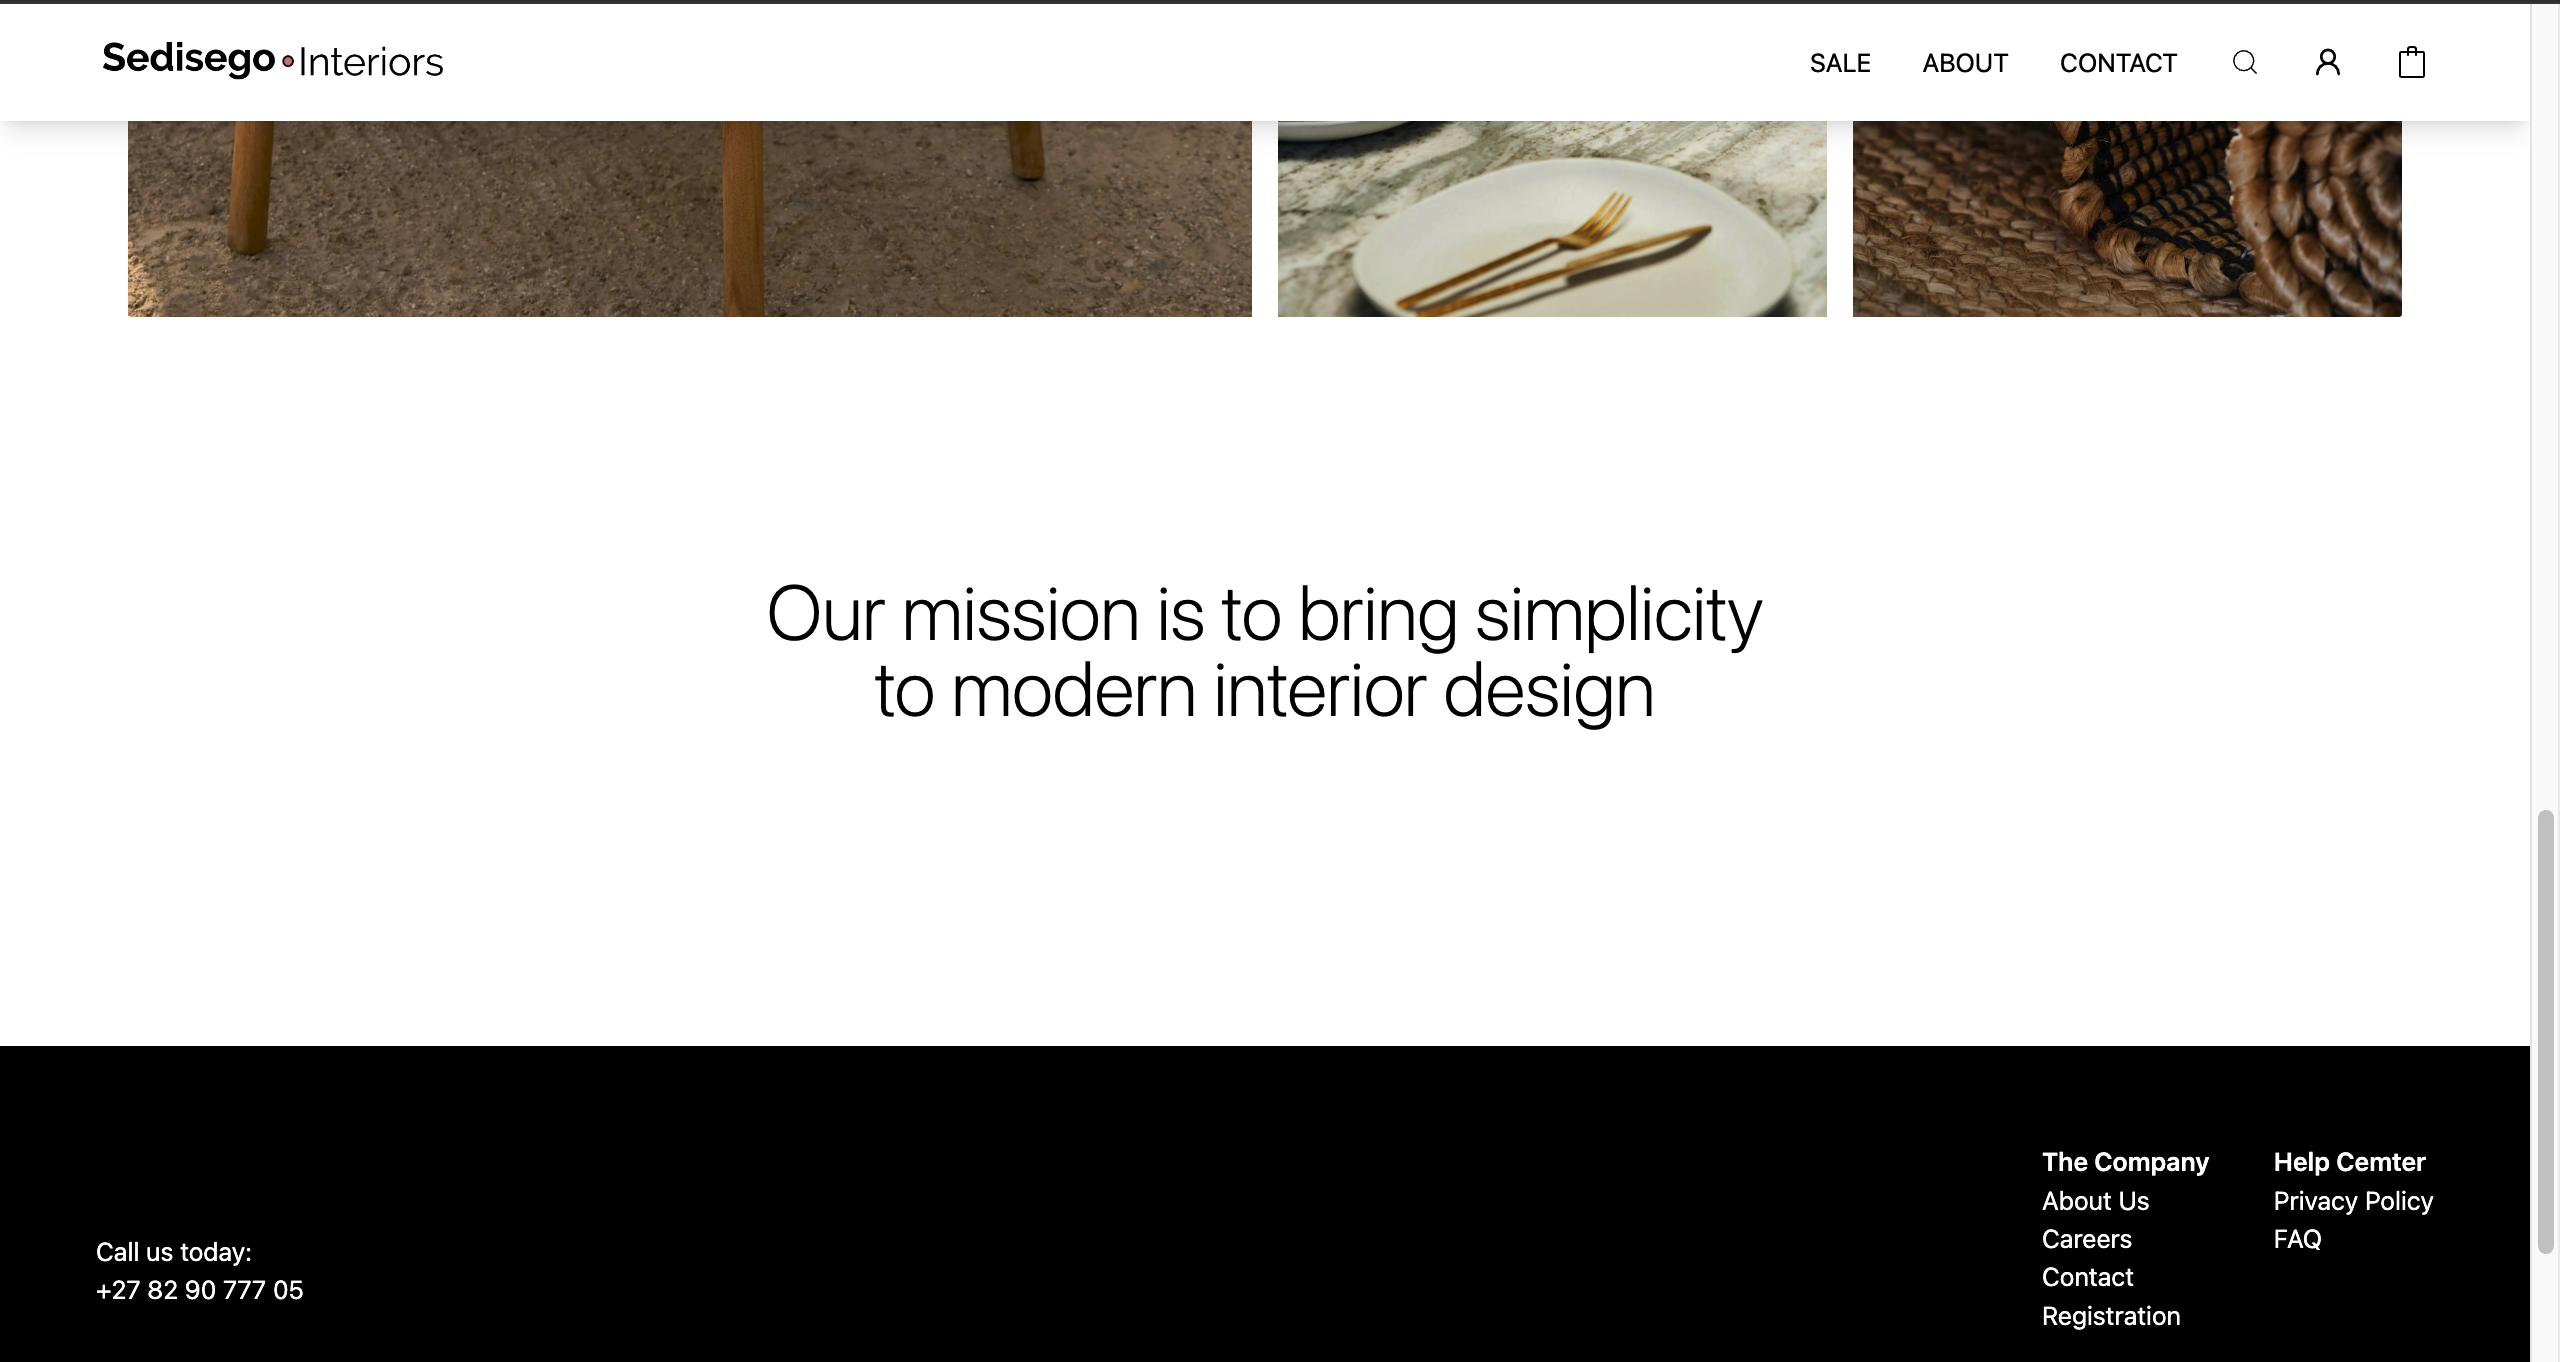 Sedisego Interiors
SALE ABOUT CONTACT
Our mission is to bring simplicity
to modern interior design
Call us today:
+27 82 90 777 05
The Company
About Us
Careers
Contact
Registration
Help Cemter
Privacy Policy
FAQ